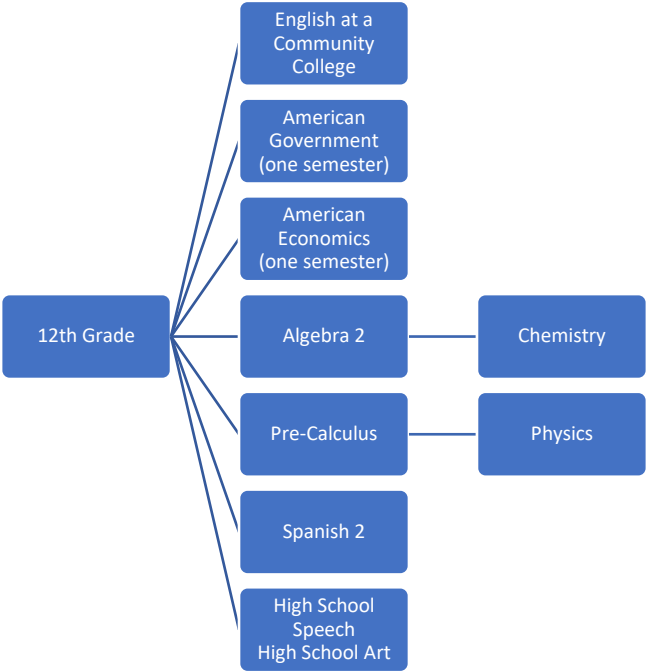 English at a
Community
College
American
Government
(one semester)
American
Economics
(one semester)
12th Grade
Algebra 2
Chemistry
Pre-Calculus
Physics
Spanish 2
High School
Speech
High School Art